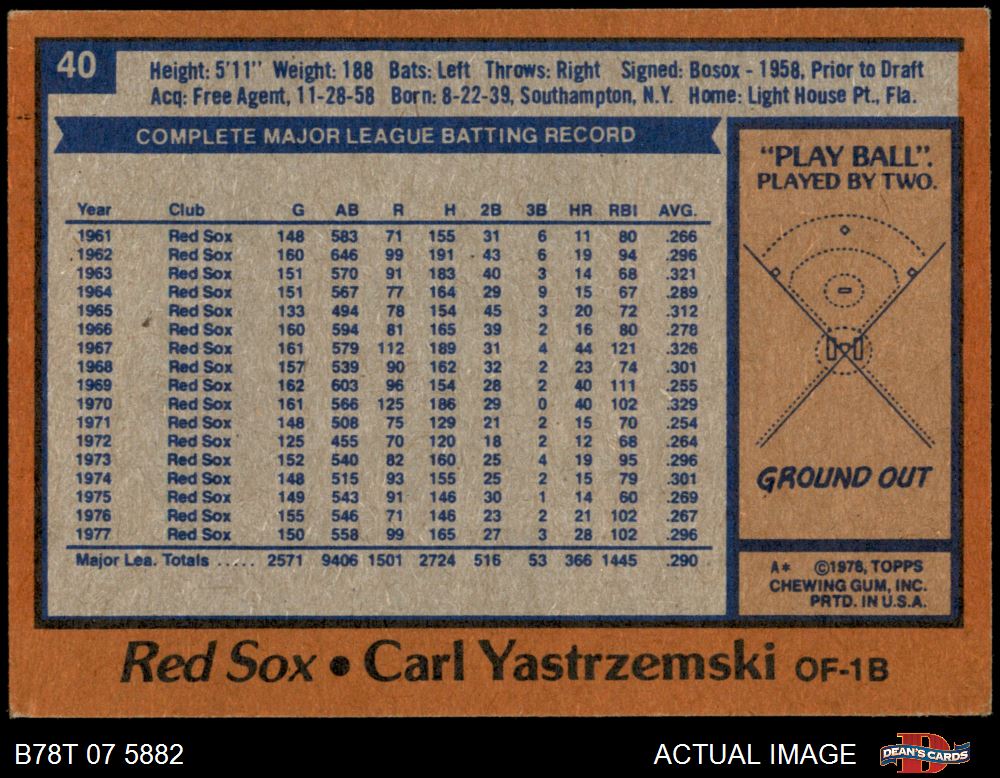 40
Height: 5'11" Weight: 188 Bats: Left Throws: Right Signed: Bosox - 1958, Prior to Draft
Acq: Free Agent, 11-28-58 Born: 8-22-39, Southampton, N.Y. Home: Light House Pt., Fla.
COMPLETE MAJOR LEAGUE BATTING RECORD
Year Club G AB R H 2B 3B HR RBI AVG.
1961 Red Sox 148 583 71 155 31 6 11 80 .266
1962 Red Sox 160 646 99 191 43 6 19 94 .296
1963 Red Sox 151 570 91 183 40 3 14 68 .321
1964 Red Sox 151 567 77 164 29 9 15 67 .289
1965 Red Sox 133 494 78 154 45 3 20 72 .312
1966 Red Sox 160 594 81 165 39 2 16 80 .278
1967 Red Sox 161 579 112 189 31 4 44 121 .326
1968 Red Sox 157 539 90 162 32 2 23 74 .301
1969 Red Sox 162 603 96 154 28 2 40 111 .255
1970 Red Sox 161 566 125 186 29 0 40 102 .329
1971 Red Sox 148 508 75 129 21 2 15 70 .254
1972 Red Sox 125 455 70 120 18 2 12 68 .264
1973 Red Sox 152 540 82 160 25 4 19 95 .296
1974 Red Sox 148 515 93 155 25 2 15 79 .301
1975 Red Sox 149 543 91 146 30 1 14 60 .269
1976 Red Sox 155 546 71 146 23 2 21 102 .267
1977 Red Sox 150 558 99 165 27 3 28 102 .296
Major Lea. Totals ..... 2571 9406 1501 2724 516 53 366 1445 .290
"PLAY BALL".
PLAYED BY TWO.
GROUND OUT
A* ©1978, TOPPS
CHEWING GUM, INC.
PRTD. IN U.S.A.
Red Sox • Carl Yastrzemski OF-1B
B78T 07 5882 ACTUAL IMAGE DEAN'S CARDS